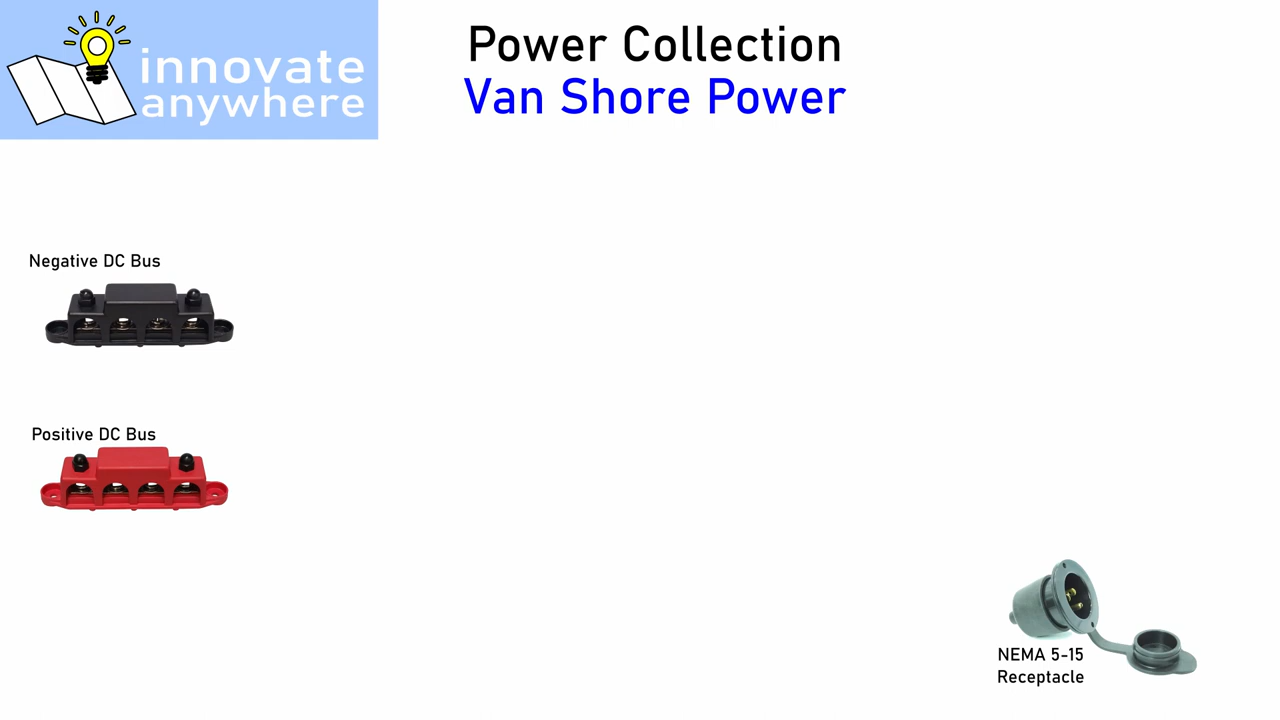 innovate
anywhere
Power Collection
Van Shore Power
Negative DC Bus
Positive DC Bus
NEMA 5-15
Receptacle